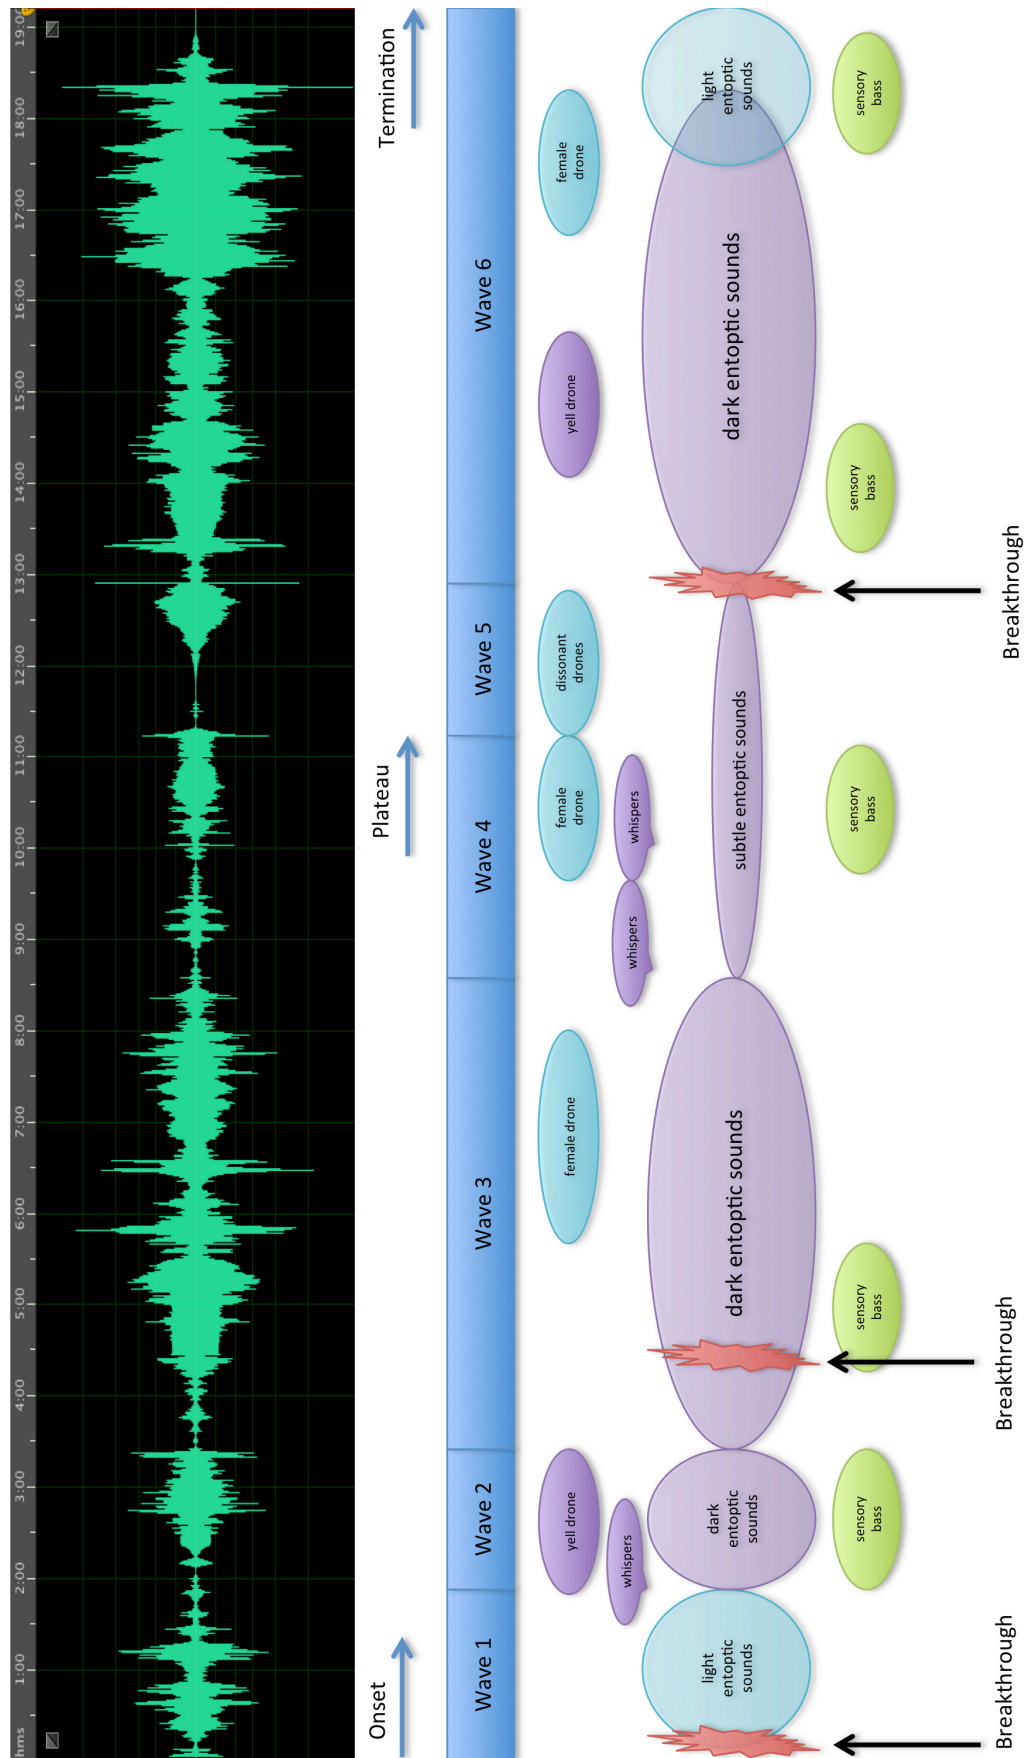 hms
1:00
2:00
3:00
4:00
5:00
6:00
7:00
8:00
9:00
10:00
11:00
12:00
13:00
14:00
15:00
16:00
17:00
18:00
Onset
Plateau
Termination
Wave 1
Wave 2
Wave 3
Wave 4
Wave 5
Wave 6
yell drone
female drone
female
drone
dissonant
drones
yell drone
female
drone
whispers
whispers
whispers
light
entoptic
sounds
dark
entoptic
sounds
dark entoptic sounds
subtle entoptic sounds
dark entoptic sounds
light
entoptic
sounds
sensory
bass
sensory
bass
sensory
bass
sensory
bass
sensory
bass
Breakthrough
Breakthrough
Breakthrough